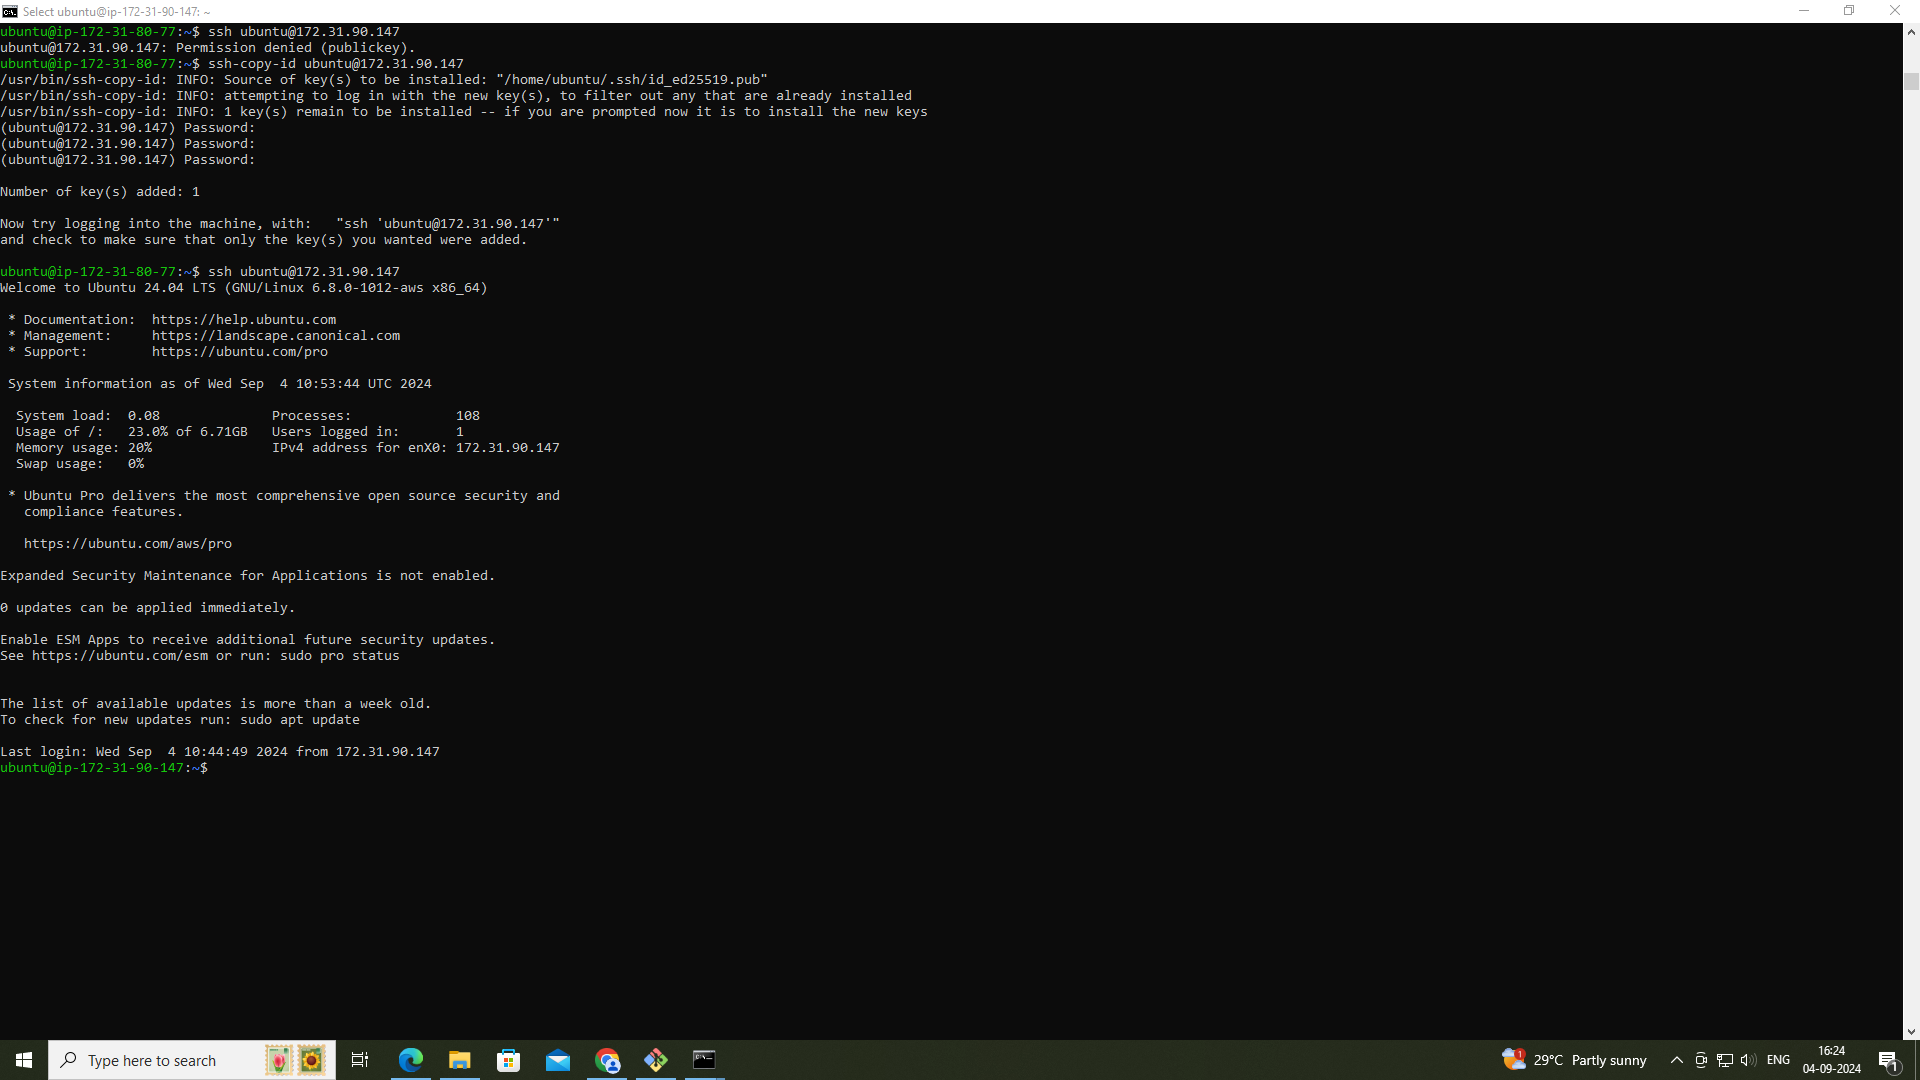 Select ubuntu@ip-172-31-90-147: ~
ubuntu@ip-172-31-80-77:~$ ssh ubuntu@172.31.90.147
ubuntu@172.31.90.147: Permission denied (publickey).
ubuntu@ip-172-31-80-77:~$ ssh-copy-id ubuntu@172.31.90.147
/usr/bin/ssh-copy-id: INFO: Source of key(s) to be installed: "/home/ubuntu/.ssh/id_ed25519.pub"
/usr/bin/ssh-copy-id: INFO: attempting to log in with the new key(s), to filter out any that are already installed
/usr/bin/ssh-copy-id: INFO: 1 key(s) remain to be installed -- if you are prompted now it is to install the new keys
(ubuntu@172.31.90.147) Password:
(ubuntu@172.31.90.147) Password:
(ubuntu@172.31.90.147) Password:
Number of key(s) added: 1
Now try logging into the machine, with:   "ssh 'ubuntu@172.31.90.147'"
and check to make sure that only the key(s) you wanted were added.
ubuntu@ip-172-31-80-77:~$ ssh ubuntu@172.31.90.147
Welcome to Ubuntu 24.04 LTS (GNU/Linux 6.8.0-1012-aws x86_64)
* Documentation:  https://help.ubuntu.com
* Management:     https://landscape.canonical.com
* Support:        https://ubuntu.com/pro
System information as of Wed Sep  4 10:53:44 UTC 2024
System load:  0.08              Processes:             108
Usage of /:   23.0% of 6.71GB   Users logged in:       1
Memory usage: 20%               IPv4 address for enX0: 172.31.90.147
Swap usage:   0%
* Ubuntu Pro delivers the most comprehensive open source security and
compliance features.
https://ubuntu.com/aws/pro
Expanded Security Maintenance for Applications is not enabled.
0 updates can be applied immediately.
Enable ESM Apps to receive additional future security updates.
See https://ubuntu.com/esm or run: sudo pro status
The list of available updates is more than a week old.
To check for new updates run: sudo apt update
Last login: Wed Sep  4 10:44:49 2024 from 172.31.90.147
ubuntu@ip-172-31-90-147:~$
Type here to search
1
29°C Partly sunny
ENG
16:24
04-09-2024
1